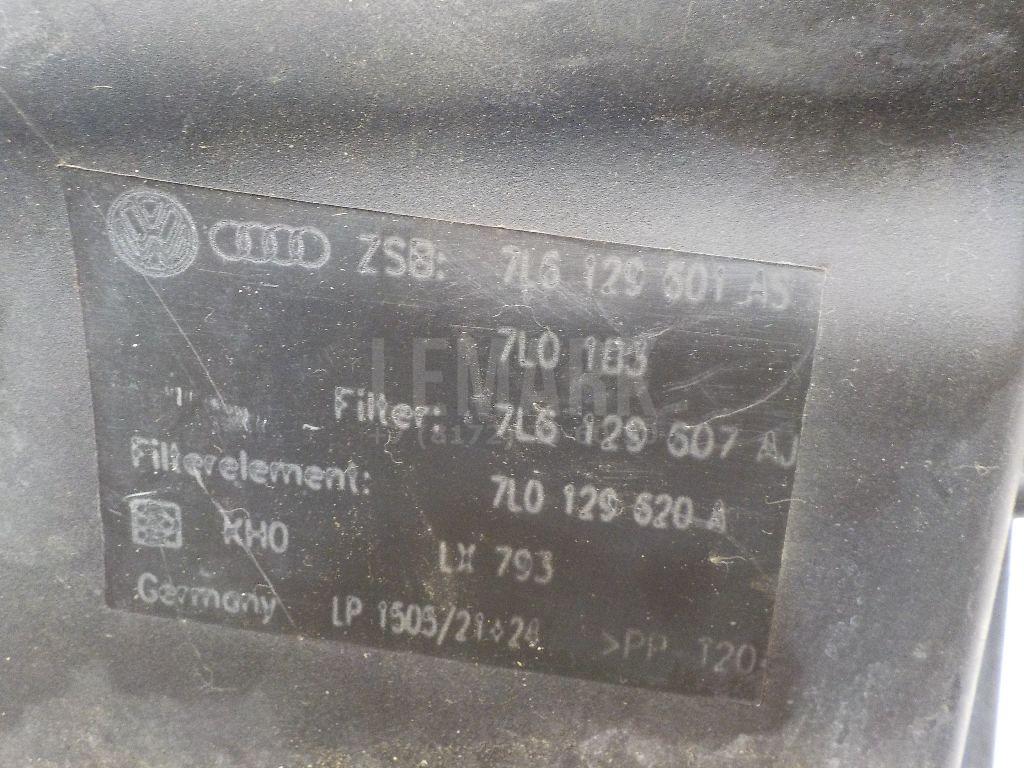 ZSB: 7L6 129 601 AS
7L0 183
LEMARK
Filter: 7L6 129 607 AJ
Filterelement: 7L0 129 620 A
KHO LX 793
Germany LP 1505/21+24 >PP T20<